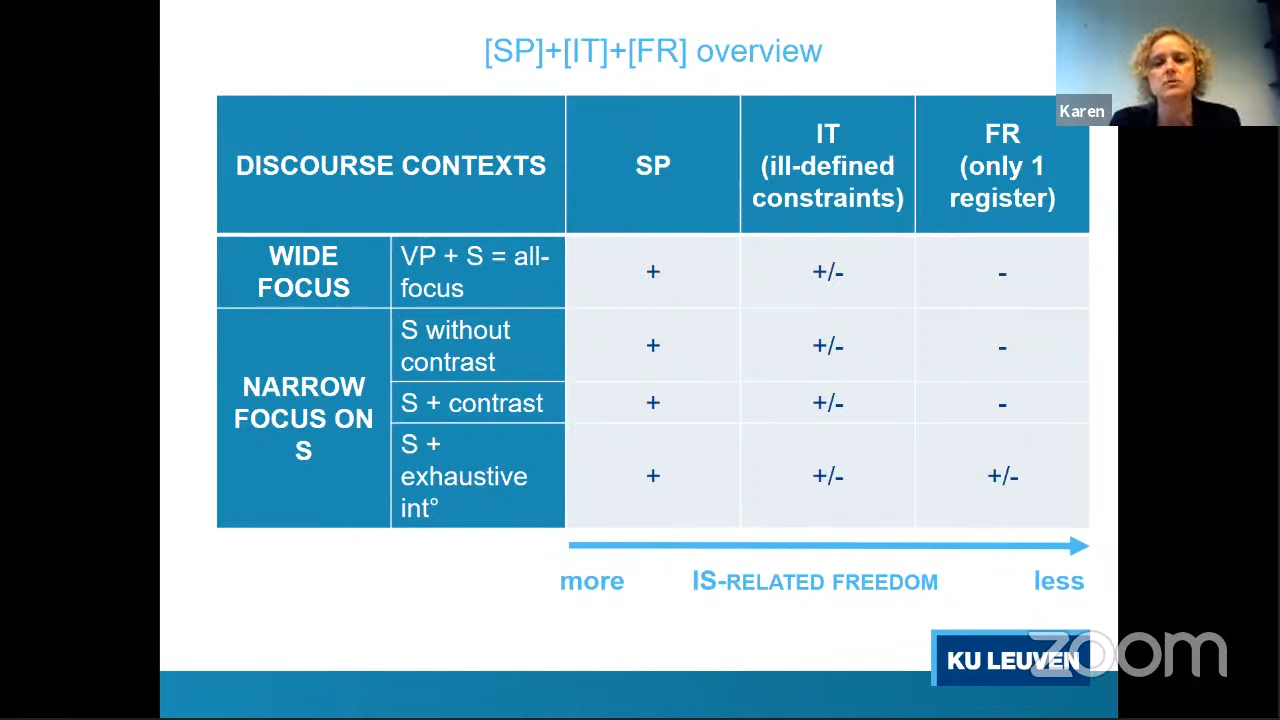 [SP]+[IT]+[FR] overview
Karen
DISCOURSE CONTEXTS
SP
IT
(ill-defined
constraints)
FR
(only 1
register)
WIDE
FOCUS
VP + S = all-
focus
+
+/-
-
NARROW
FOCUS ON
S
S without
contrast
+
+/-
-
S + contrast
+
+/-
-
S +
exhaustive
int°
+
+/-
+/-
more
IS-RELATED FREEDOM
less
KU LEUVEN
zoom